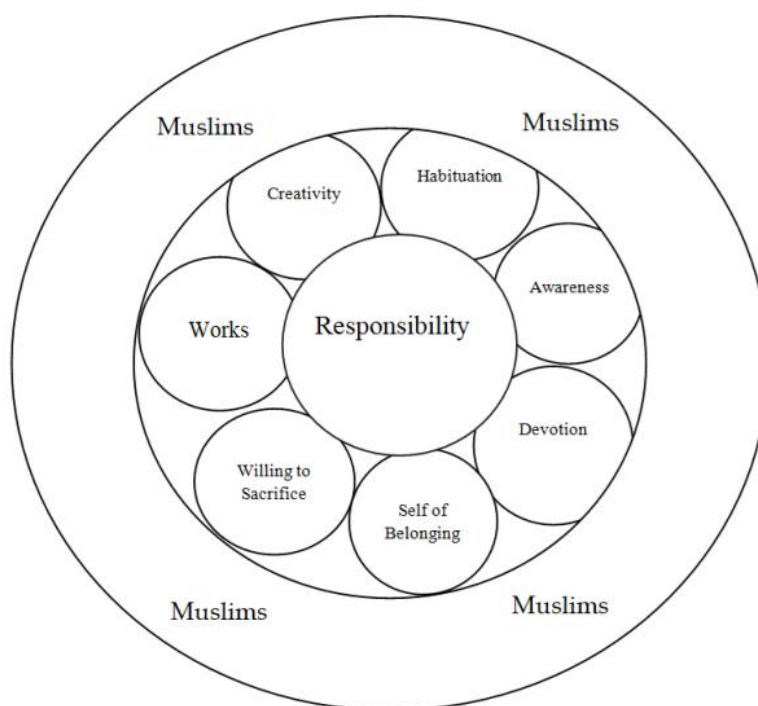 Muslims
Muslims
Creativity
Habituation
Awareness
Works
Responsibility
Devotion
Willing to
Sacrifice
Self of
Belonging
Muslims
Muslims